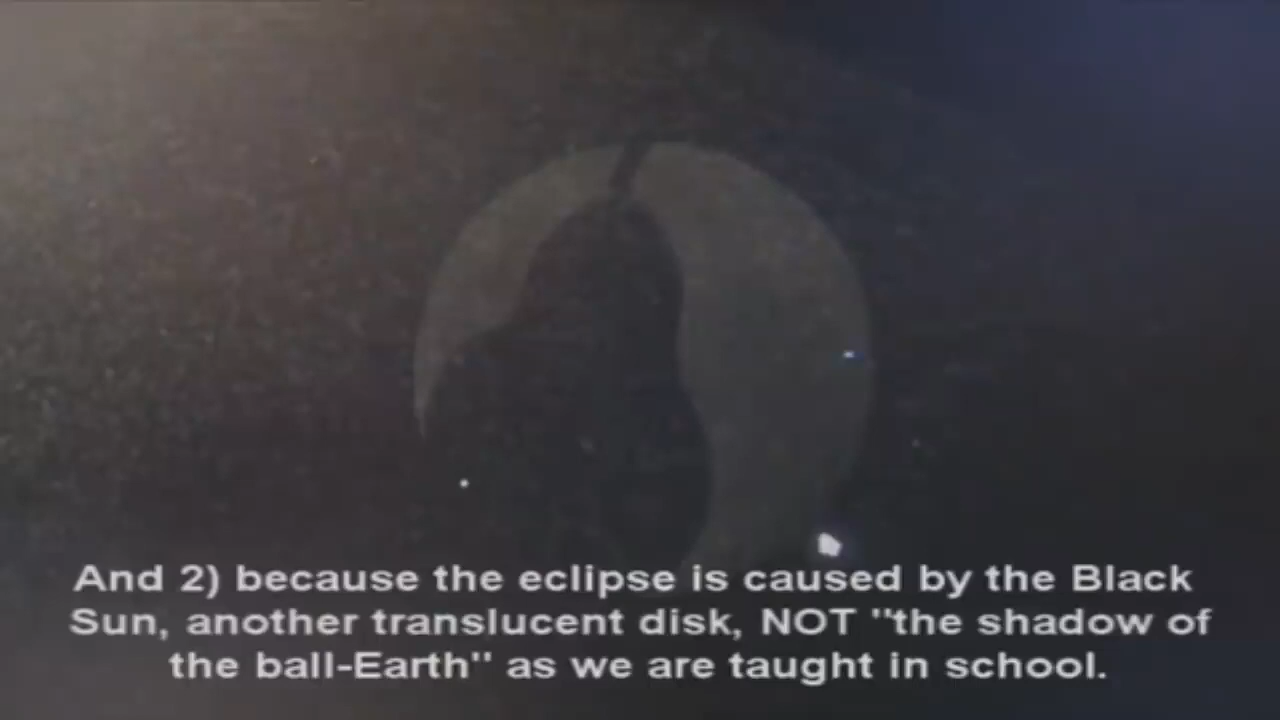 And 2) because the eclipse is caused by the Black
Sun, another translucent disk, NOT "the shadow of
the ball-Earth" as we are taught in school.